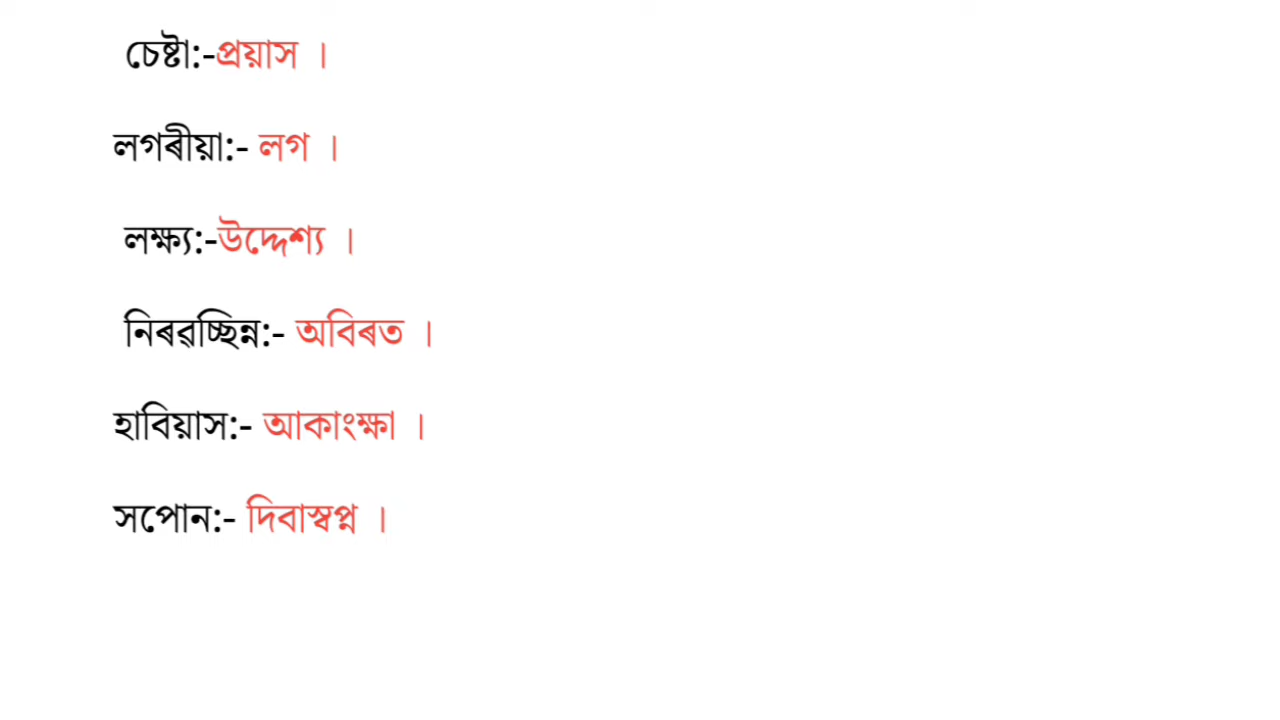 চেষ্টা:-প্ৰয়াস ।
লগৰীয়া:- লগ ।
লক্ষ্য:-উদ্দেশ্য ।
নিৰৱচ্ছিন্ন:- অবিৰত ।
হাবিয়াস:- আকাংক্ষা ।
সপোন:- দিবাস্বপ্ন ।